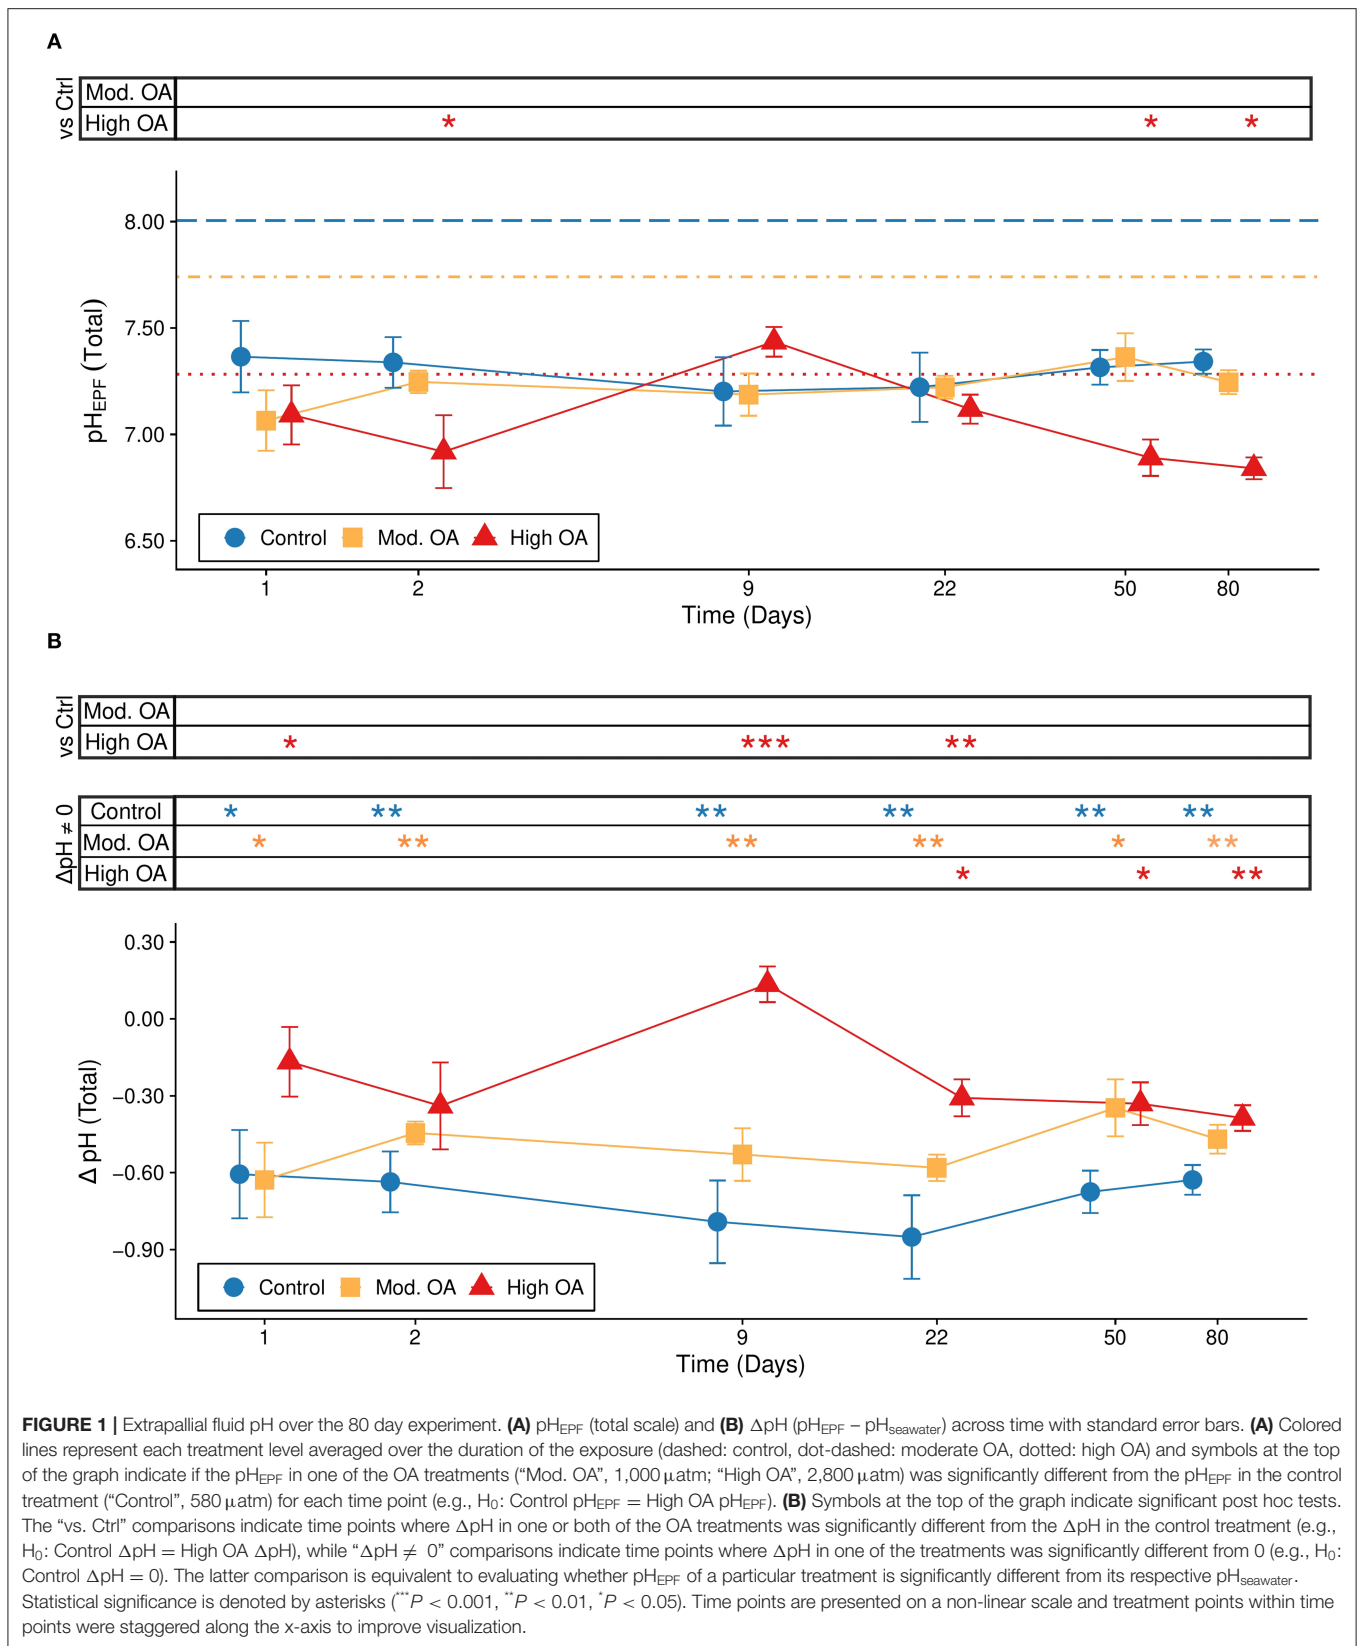 A
vs Ctrl
Mod. OA
High OA * * *
8.00
7.50
7.00
6.50
pHEPF (Total)
Control Mod. OA High OA
1 2 9 22 50 80
Time (Days)
B
vs Ctrl
Mod. OA
High OA * *** **
ΔpH ≠ 0
Control * ** ** ** ** **
Mod. OA * ** ** ** * **
High OA * * **
0.30
0.00
−0.30
−0.60
−0.90
Δ pH (Total)
Control Mod. OA High OA
1 2 9 22 50 80
Time (Days)
FIGURE 1 | Extrapallial fluid pH over the 80 day experiment. (A) pHEPF (total scale) and (B) ΔpH (pHEPF – pHseawater) across time with standard error bars. (A) Colored
lines represent each treatment level averaged over the duration of the exposure (dashed: control, dot-dashed: moderate OA, dotted: high OA) and symbols at the top
of the graph indicate if the pHEPF in one of the OA treatments (“Mod. OA”, 1,000 μatm; “High OA”, 2,800 μatm) was significantly different from the pHEPF in the control
treatment (“Control”, 580 μatm) for each time point (e.g., H0: Control pHEPF = High OA pHEPF). (B) Symbols at the top of the graph indicate significant post hoc tests.
The “vs. Ctrl” comparisons indicate time points where ΔpH in one or both of the OA treatments was significantly different from the ΔpH in the control treatment (e.g.,
H0: Control ΔpH = High OA ΔpH), while “ΔpH ≠ 0” comparisons indicate time points where ΔpH in one of the treatments was significantly different from 0 (e.g., H0:
Control ΔpH = 0). The latter comparison is equivalent to evaluating whether pHEPF of a particular treatment is significantly different from its respective pHseawater.
Statistical significance is denoted by asterisks (***P < 0.001, **P < 0.01, *P < 0.05). Time points are presented on a non-linear scale and treatment points within time
points were staggered along the x-axis to improve visualization.